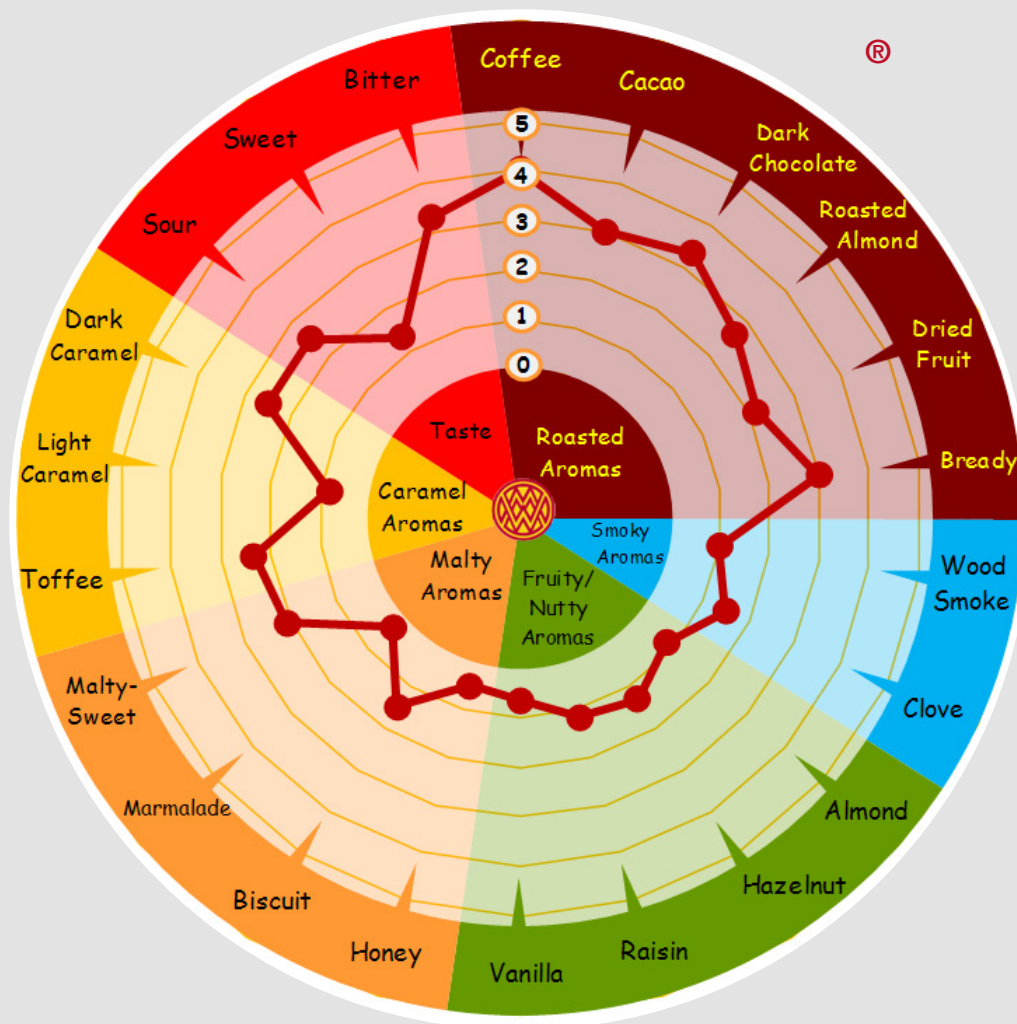 ®
Coffee
Cacao
Dark
Chocolate
Roasted
Almond
Dried
Fruit
Bready
Wood
Smoke
Clove
Almond
Hazelnut
Raisin
Vanilla
Honey
Biscuit
Marmalade
Malty-
Sweet
Toffee
Light
Caramel
Dark
Caramel
Sour
Sweet
Bitter
5
4
3
2
1
0
Taste
Roasted
Aromas
Caramel
Aromas
Smoky
Aromas
Malty
Aromas
Fruity/
Nutty
Aromas